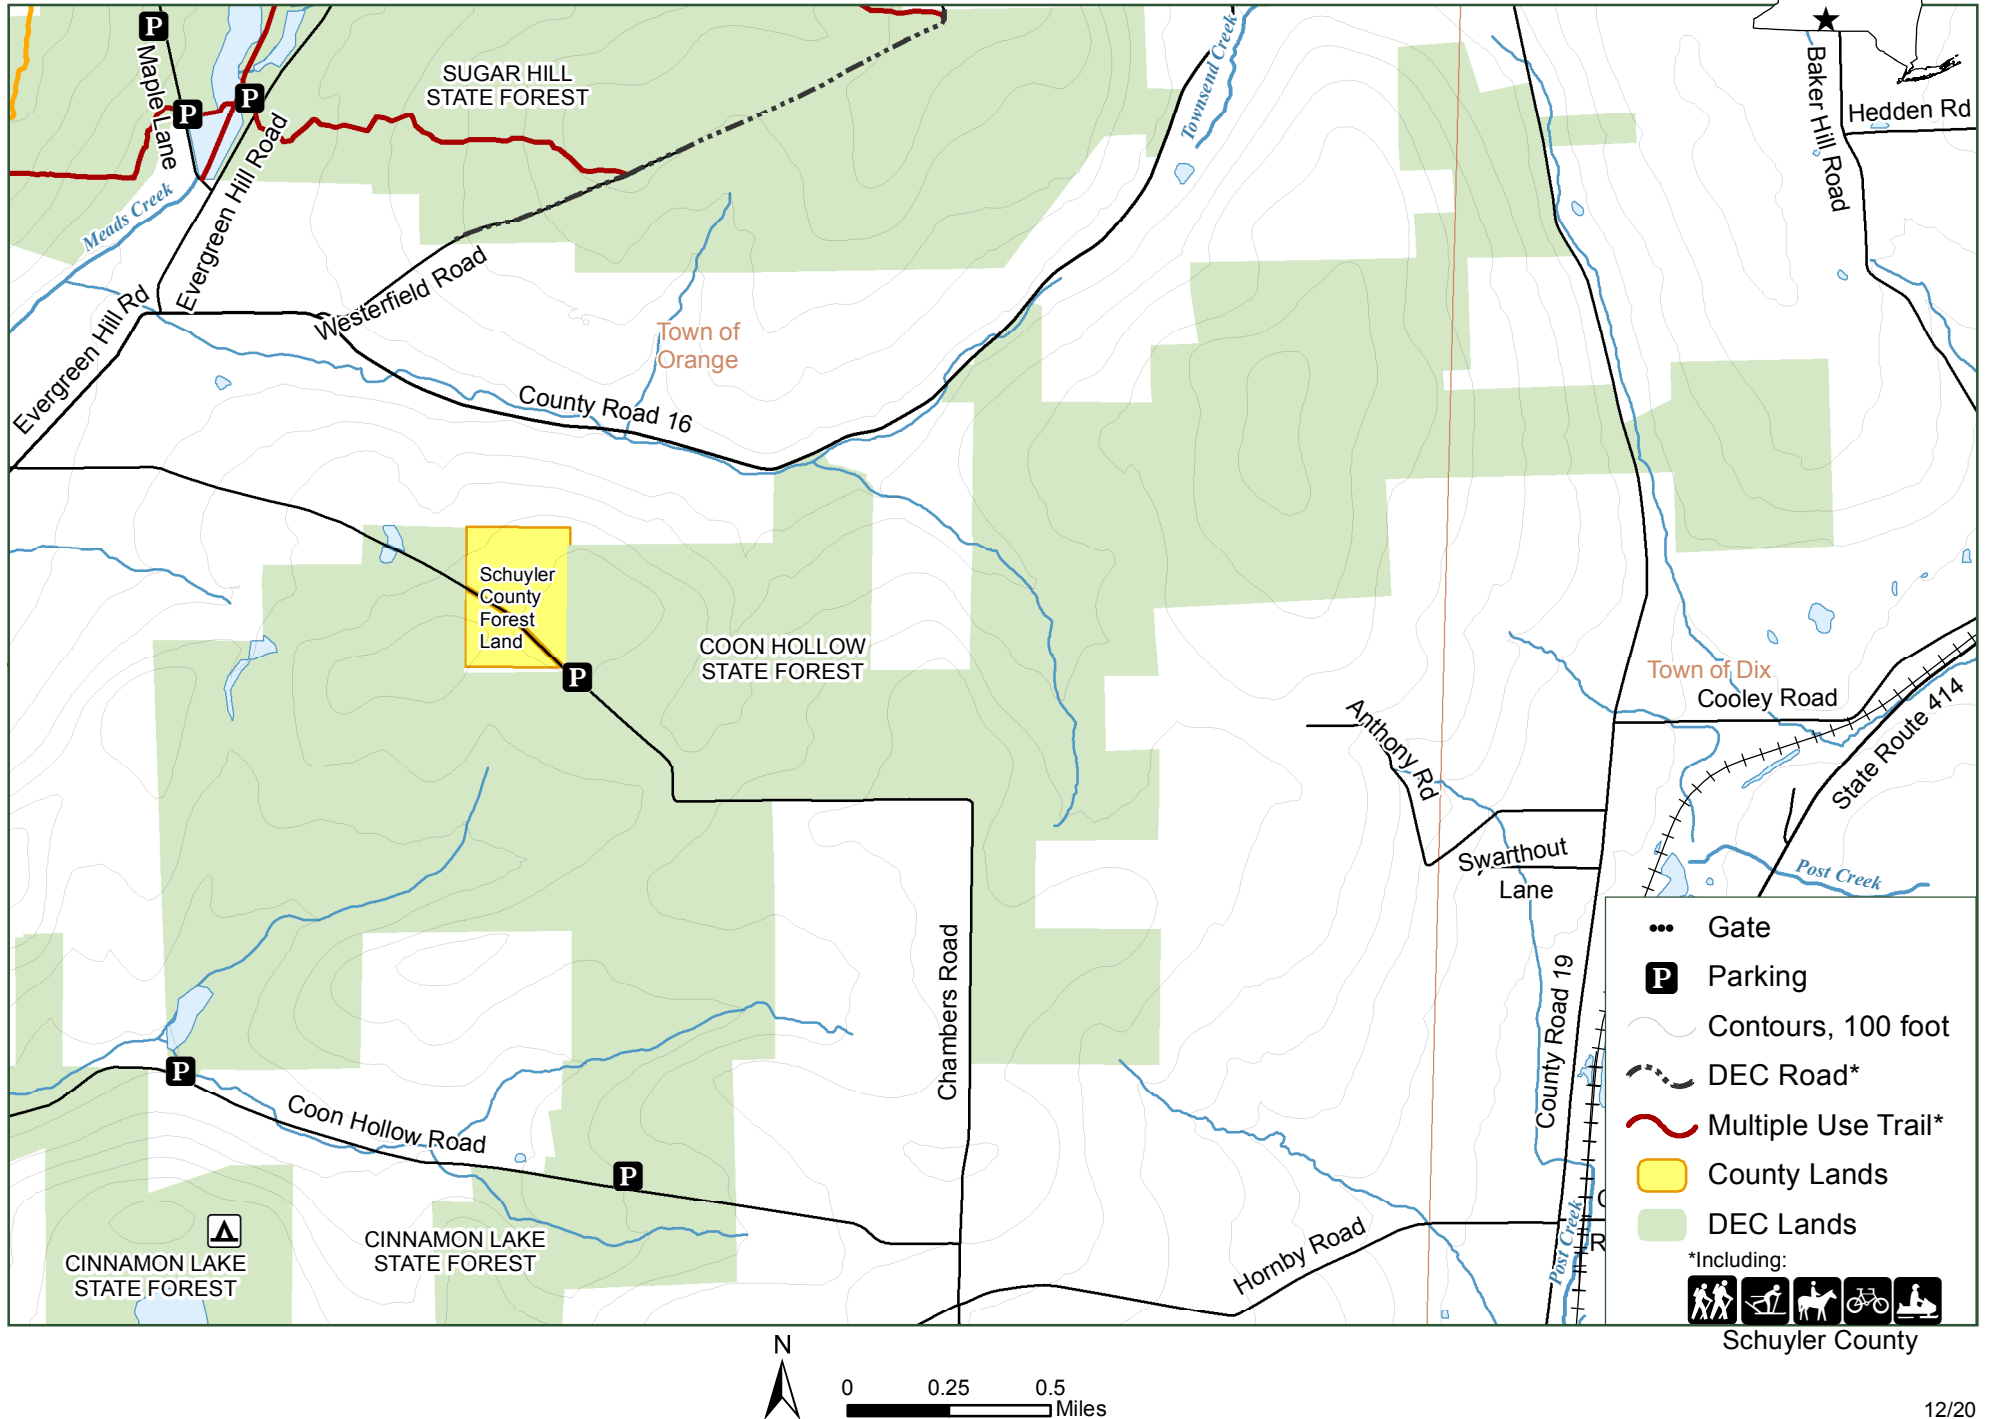 P
Maple Lane
P
P
SUGAR HILL
STATE FOREST
Townsend Creek
Baker Hill Road
Hedden Rd
Meads Creek
Evergreen Hill Road
Evergreen Hill Rd
Westerfield Road
Town of
Orange
County Road 16
Schuyler
County
Forest
Land
P
COON HOLLOW
STATE FOREST
Town of Dix
Cooley Road
State Route 414
Anthony Rd
Swarthout
Lane
Post Creek
Chambers Road
County Road 19
P
Coon Hollow Road
P
CINNAMON LAKE
STATE FOREST
CINNAMON LAKE
STATE FOREST
Hornby Road
Post Creek
Gate
P Parking
Contours, 100 foot
DEC Road*
Multiple Use Trail*
County Lands
DEC Lands
*Including:
Schuyler County
N
0 0.25 0.5
Miles
12/20